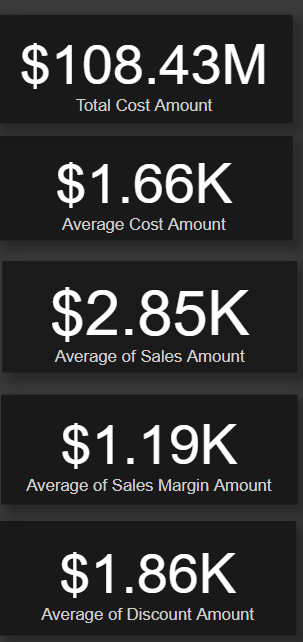 $108.43M
Total Cost Amount
$1.66K
Average Cost Amount
$2.85K
Average of Sales Amount
$1.19K
Average of Sales Margin Amount
$1.86K
Average of Discount Amount